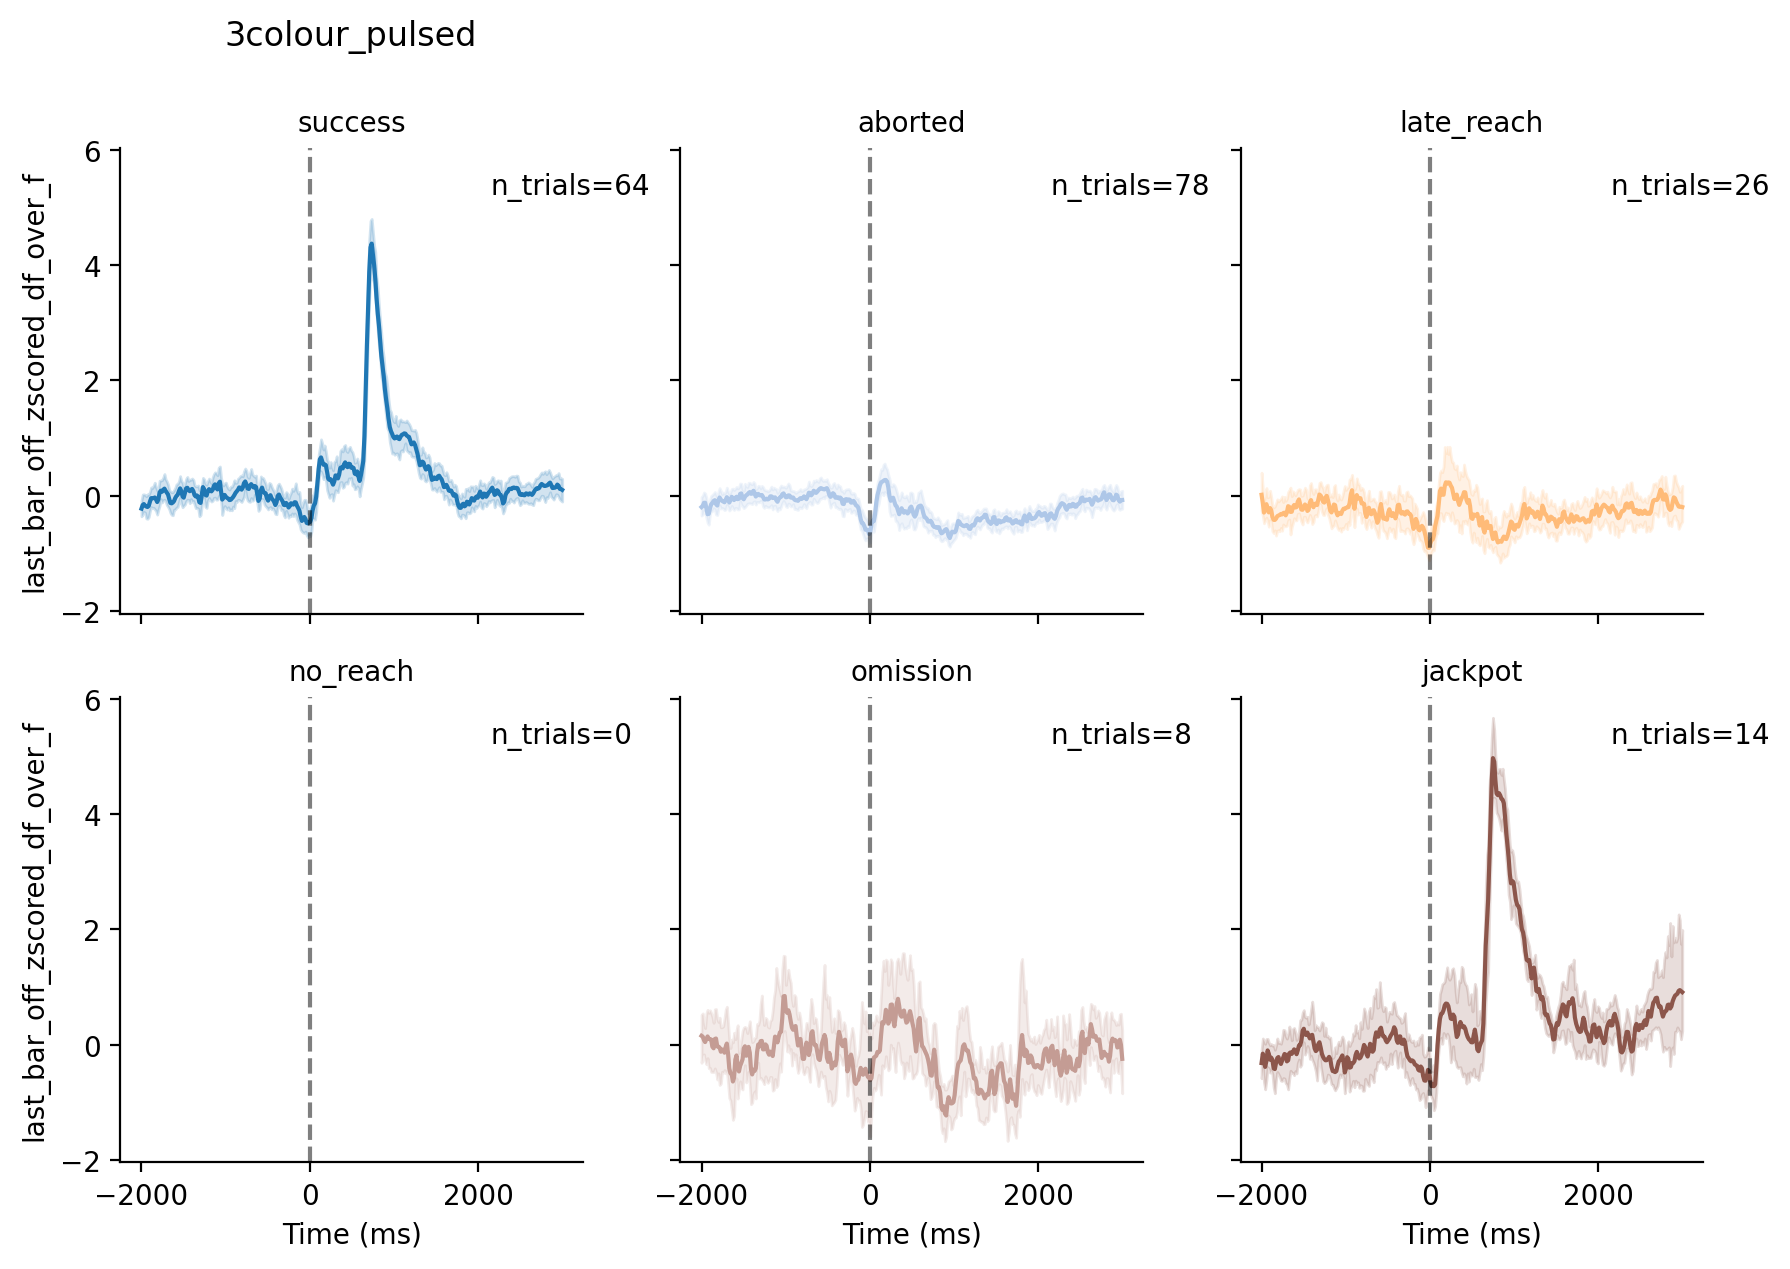 3colour_pulsed
success
aborted
late_reach
n_trials=64
n_trials=78
n_trials=26
last_bar_off_zscored_df_over_f
6
4
2
0
−2
no_reach
omission
jackpot
n_trials=0
n_trials=8
n_trials=14
last_bar_off_zscored_df_over_f
6
4
2
0
−2
−2000 0 2000
−2000 0 2000
−2000 0 2000
Time (ms)
Time (ms)
Time (ms)